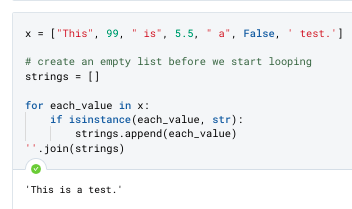 x = ["This", 99, " is", 5.5, " a", False, ' test.']
# create an empty list before we start looping
strings = []
for each_value in x:
    if isinstance(each_value, str):
        strings.append(each_value)
''.join(strings)
'This is a test.'